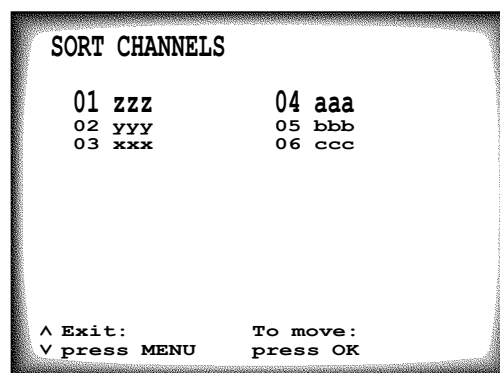 SORT CHANNELS
01 zzz 04 aaa
02 yyy 05 bbb
03 xxx 06 ccc
^ Exit: To move:
v press MENU press OK